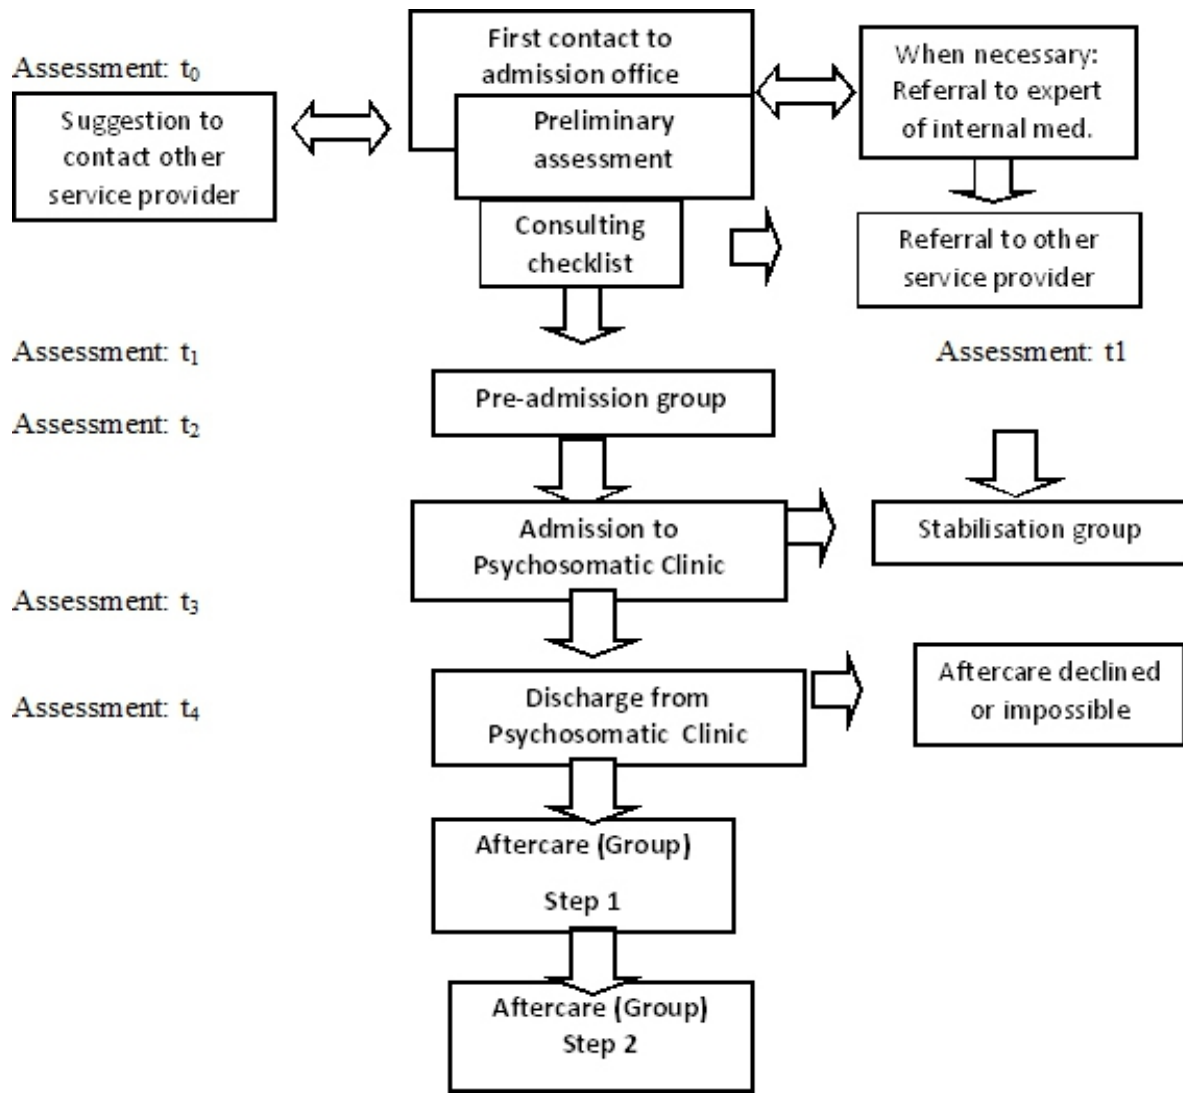 First contact to
admission office
Assessment: t₀
When necessary:
Referral to expert
of internal med.
Suggestion to
contact other
service provider
Preliminary
assessment
Consulting
checklist
Referral to other
service provider
Assessment: t₁
Assessment: t1
Pre-admission group
Assessment: t₂
Admission to
Psychosomatic Clinic
Stabilisation group
Assessment: t₃
Discharge from
Psychosomatic Clinic
Aftercare declined
or impossible
Assessment: t₄
Aftercare (Group)
Step 1
Aftercare (Group)
Step 2